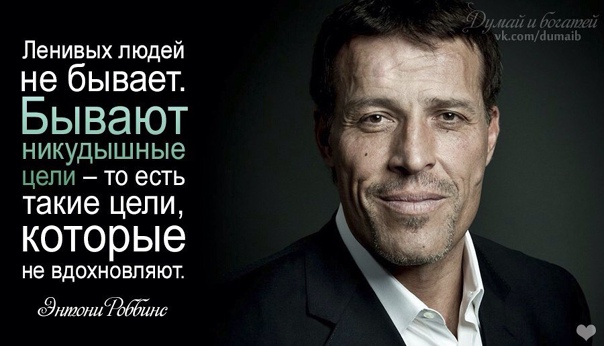 Думай и богатей
vk.com/dumaib
Ленивых людей
не бывает.
Бывают
никудышные
цели – то есть
такие цели,
которые
не вдохновляют.
Энтони Роббинс